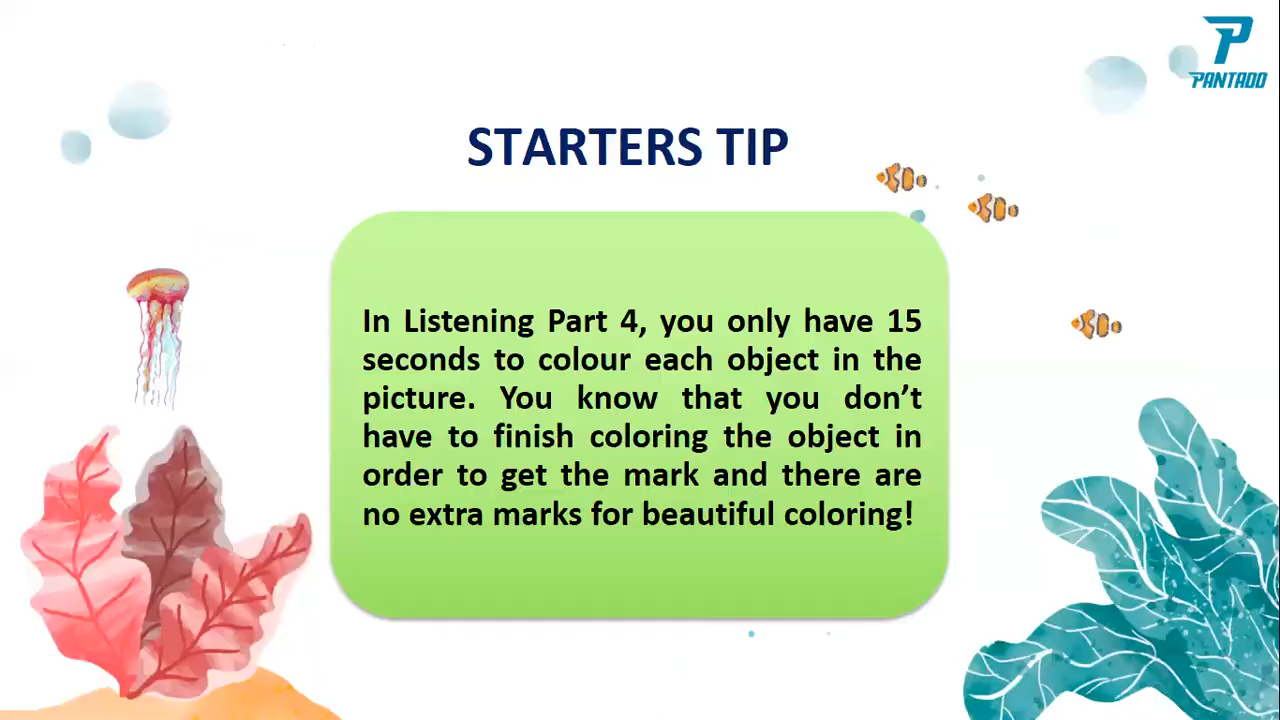 PANTADO
STARTERS TIP
In Listening Part 4, you only have 15
seconds to colour each object in the
picture. You know that you don’t
have to finish coloring the object in
order to get the mark and there are
no extra marks for beautiful coloring!